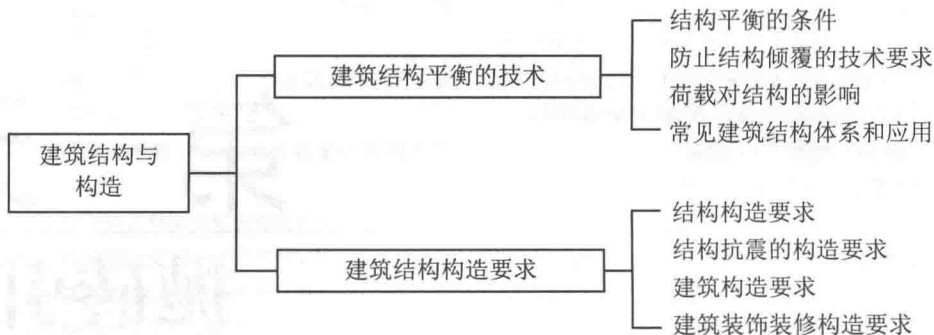 建筑结构与
构造
建筑结构平衡的技术
结构平衡的条件
防止结构倾覆的技术要求
荷载对结构的影响
常见建筑结构体系和应用
建筑结构构造要求
结构构造要求
结构抗震的构造要求
建筑构造要求
建筑装饰装修构造要求